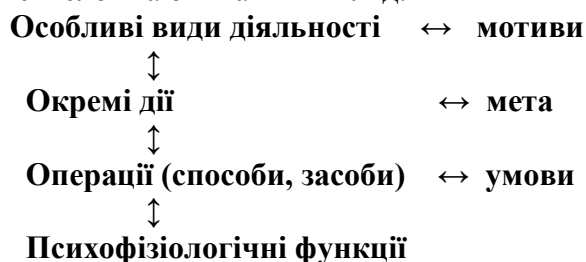 Особливі види діяльності ↔ мотиви
↕
Окремі дії ↔ мета
↕
Операції (способи, засоби) ↔ умови
↕
Психофізіологічні функції